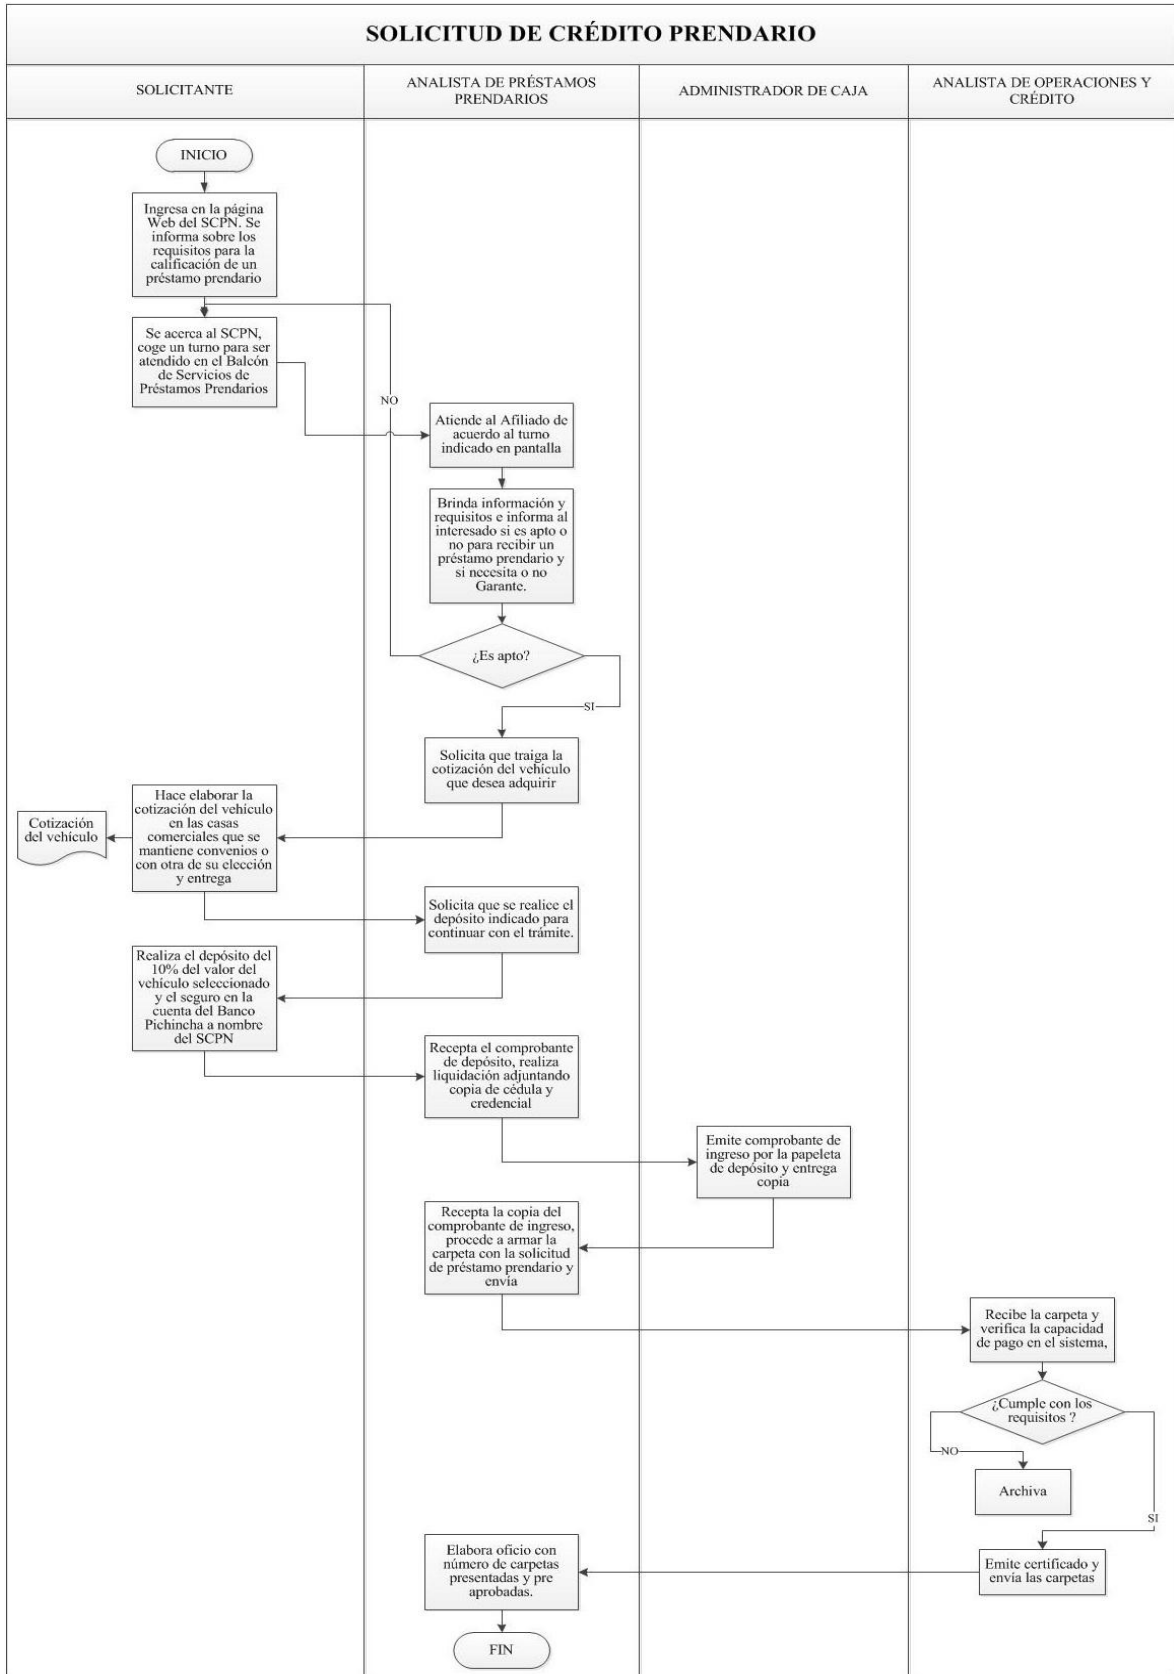 SOLICITUD DE CRÉDITO PRENDARIO
SOLICITANTE
ANALISTA DE PRÉSTAMOS
PRENDARIOS
ADMINISTRADOR DE CAJA
ANALISTA DE OPERACIONES Y
CRÉDITO
INICIO
Ingresa en la página
Web del SCPN. Se
informa sobre los
requisitos para la
calificación de un
préstamo prendario
Se acerca al SCPN,
coge un turno para ser
atendido en el Balcón
de Servicios de
Préstamos Prendarios
NO
Atiende al Afiliado de
acuerdo al turno
indicado en pantalla
Brinda información y
requisitos e informa al
interesado si es apto o
no para recibir un
préstamo prendario y
si necesita o no
Garante.
¿Es apto?
SI
Solicita que traiga la
cotización del vehículo
que desea adquirir
Hace elaborar la
cotización del vehículo
en las casas
comerciales que se
mantiene convenios o
con otra de su elección
y entrega
Cotización
del vehículo
Solicita que se realice el
depósito indicado para
continuar con el trámite.
Realiza el depósito del
10% del valor del
vehículo seleccionado
y el seguro en la
cuenta del Banco
Pichincha a nombre
del SCPN
Recepta el comprobante
de depósito, realiza
liquidación adjuntando
copia de cédula y
credencial
Emite comprobante de
ingreso por la papeleta
de depósito y entrega
copia
Recepta la copia del
comprobante de ingreso,
procede a armar la
carpeta con la solicitud
de préstamo prendario y
envía
Recibe la carpeta y
verifica la capacidad
de pago en el sistema,
¿Cumple con los
requisitos ?
NO
Archiva
SI
Emite certificado y
envía las carpetas
Elabora oficio con
número de carpetas
presentadas y pre
aprobadas.
FIN